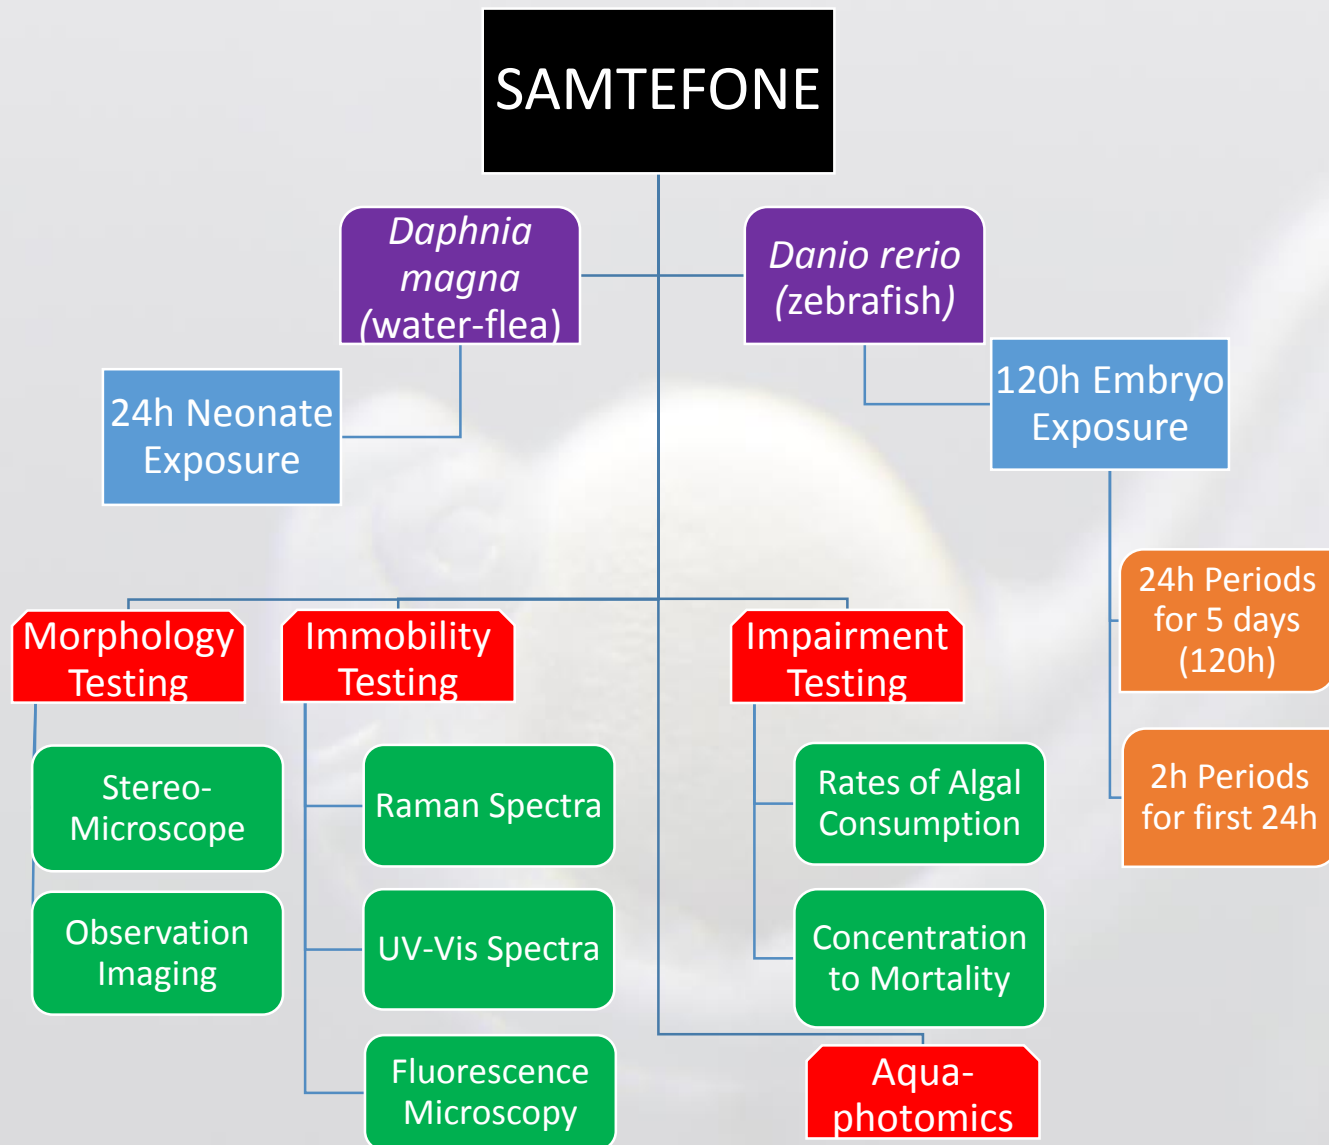 SAMTEFONE
Daphnia
magna
(water-flea)
Danio rerio
(zebrafish)
24h Neonate
Exposure
120h Embryo
Exposure
24h Periods
for 5 days
(120h)
2h Periods
for first 24h
Morphology
Testing
Stereo-
Microscope
Observation
Imaging
Immobility
Testing
Raman Spectra
UV-Vis Spectra
Fluorescence
Microscopy
Impairment
Testing
Rates of Algal
Consumption
Concentration
to Mortality
Aqua-
photomics